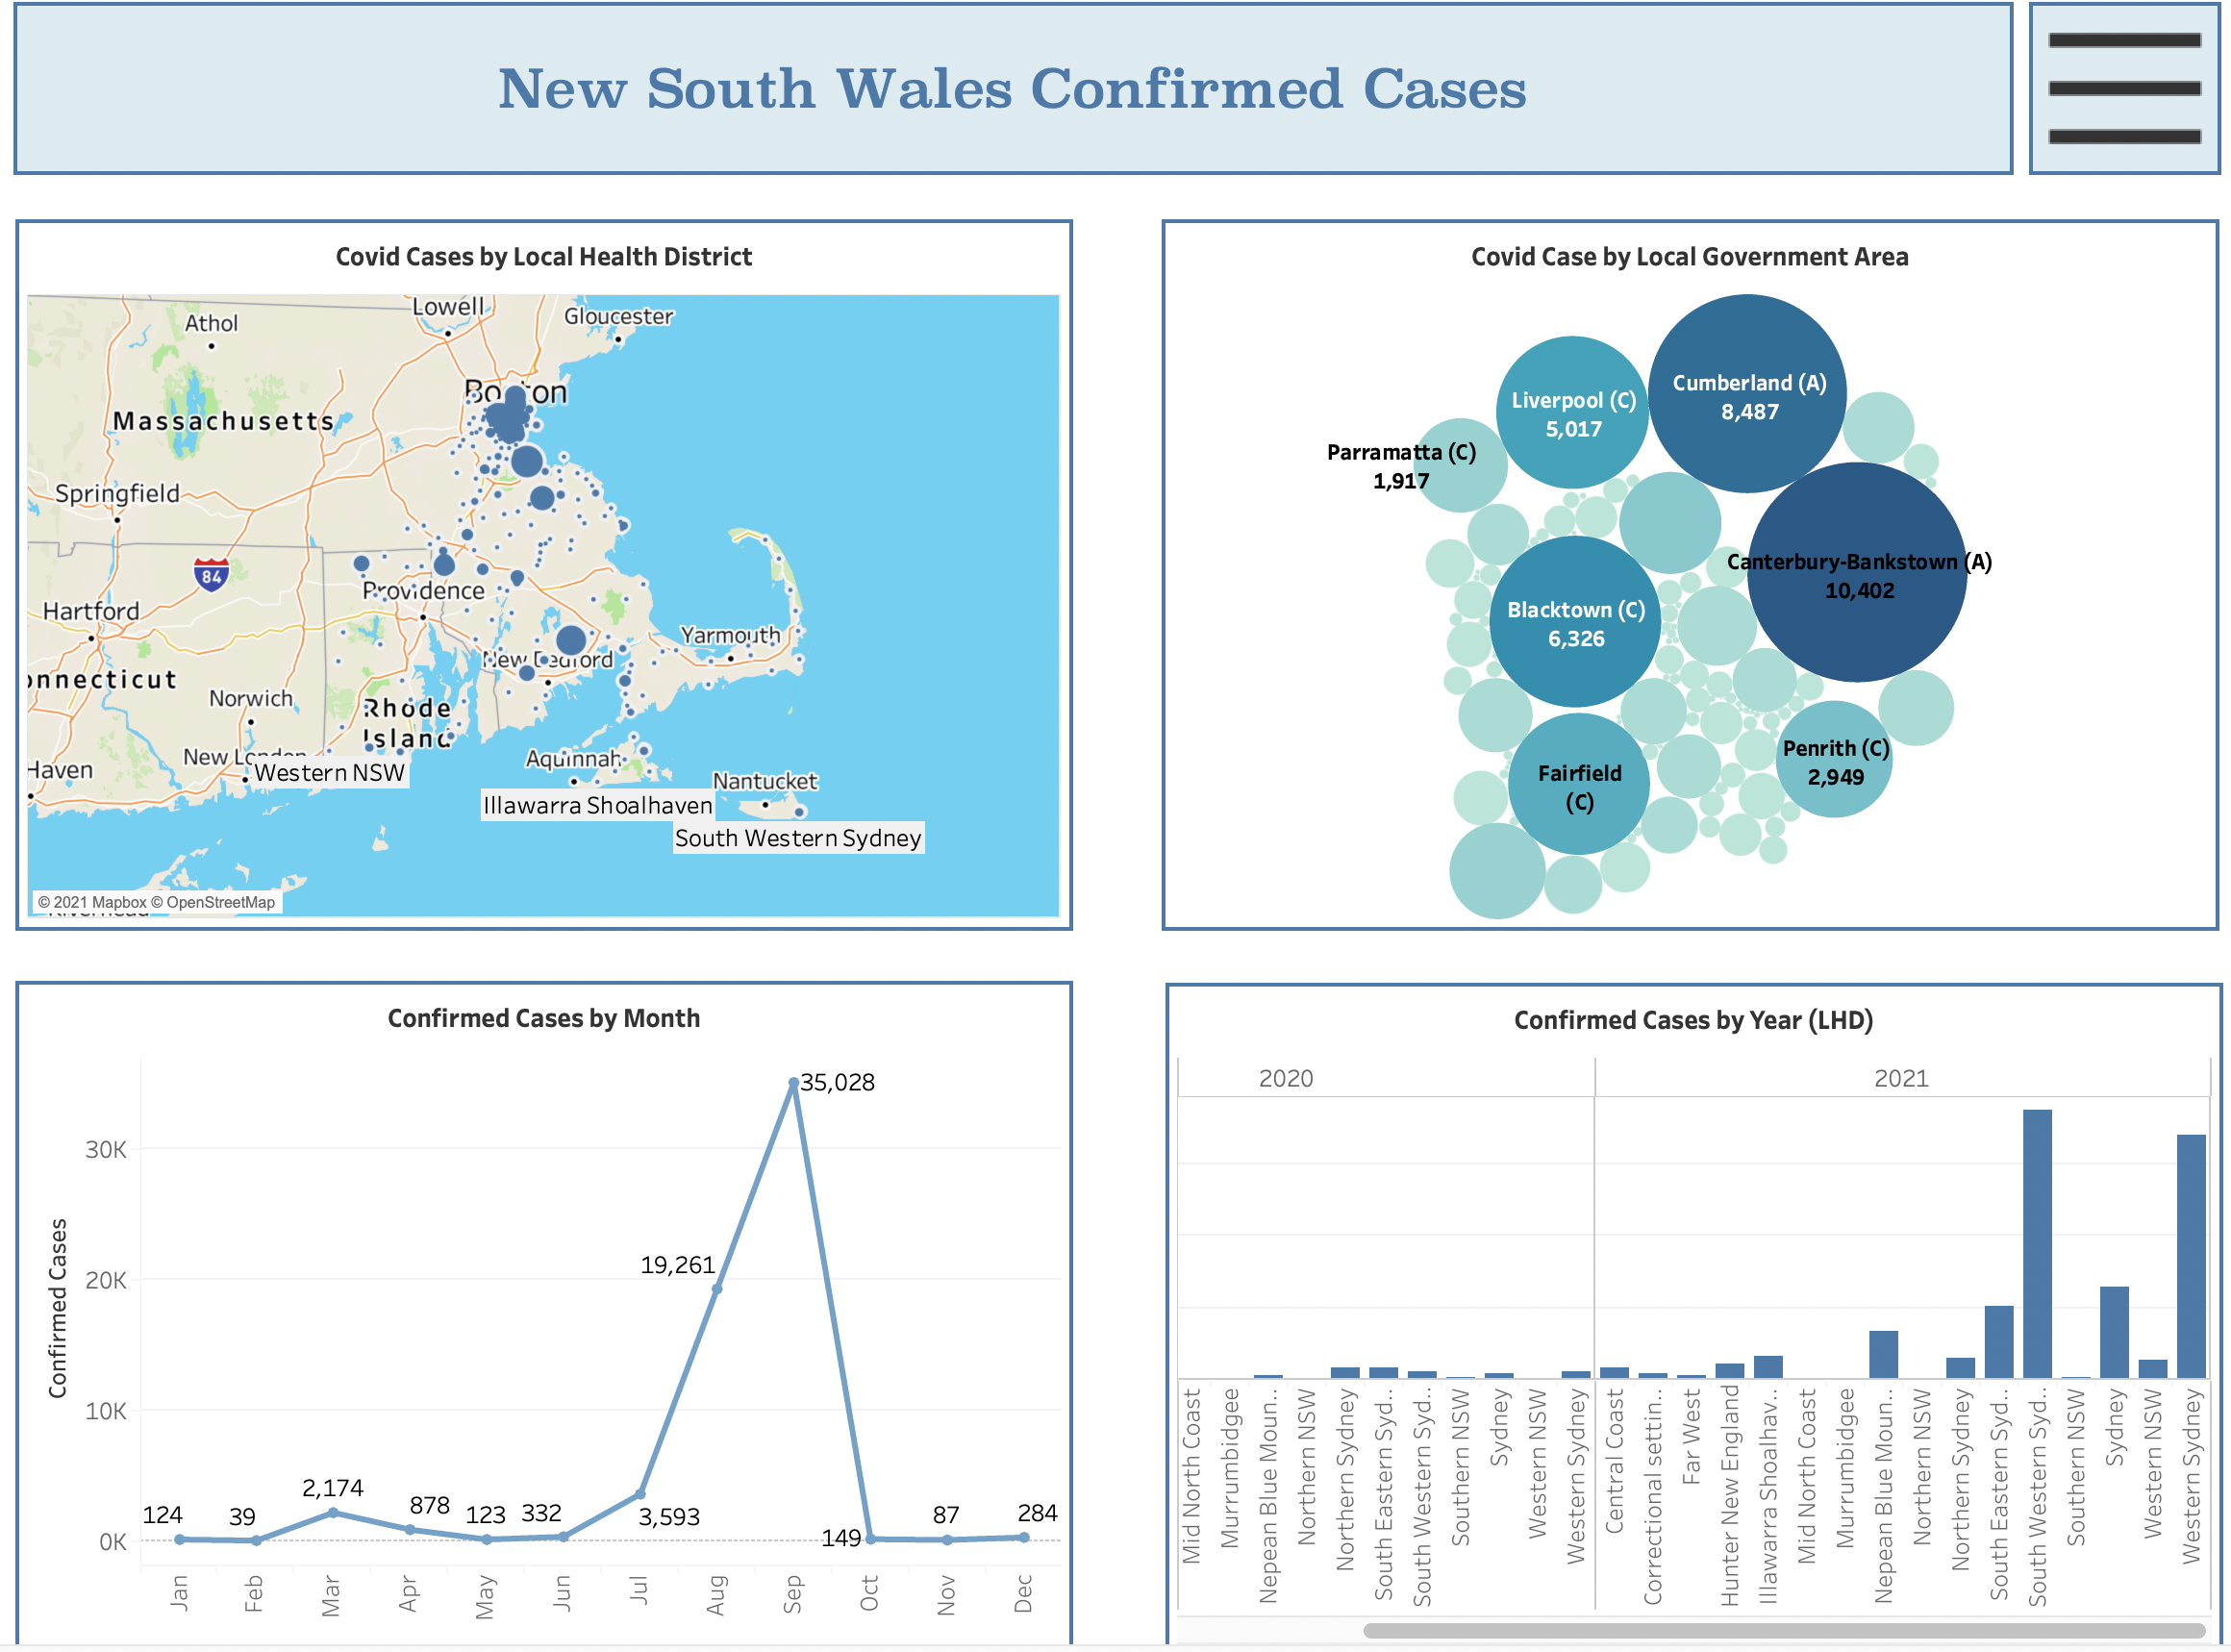 New South Wales Confirmed Cases
Covid Cases by Local Health District
Lowell
Gloucester
Athol
Boston
Massachusetts
Springfield
84
Providence
Hartford
Yarmouth
New Bedford
onnecticut
Norwich
Rhode
Island
New London
Aquinnah
Haven
Western NSW
Nantucket
Illawarra Shoalhaven
South Western Sydney
© 2021 Mapbox © OpenStreetMap
Covid Case by Local Government Area
Cumberland (A)
8,487
Liverpool (C)
5,017
Parramatta (C)
1,917
Canterbury-Bankstown (A)
10,402
Blacktown (C)
6,326
Penrith (C)
2,949
Fairfield
(C)
Confirmed Cases by Month
Confirmed Cases
30K
20K
10K
0K
124
39
2,174
878
123
332
3,593
19,261
35,028
149
87
284
Jan
Feb
Mar
Apr
May
Jun
Jul
Aug
Sep
Oct
Nov
Dec
Confirmed Cases by Year (LHD)
2020
2021
Mid North Coast
Murrumbidgee
Nepean Blue Moun..
Northern NSW
Northern Sydney
South Eastern Syd..
South Western Syd..
Southern NSW
Sydney
Western NSW
Western Sydney
Central Coast
Correctional settin..
Far West
Hunter New England
Illawarra Shoalhav..
Mid North Coast
Murrumbidgee
Nepean Blue Moun..
Northern NSW
Northern Sydney
South Eastern Syd..
South Western Syd..
Southern NSW
Sydney
Western NSW
Western Sydney